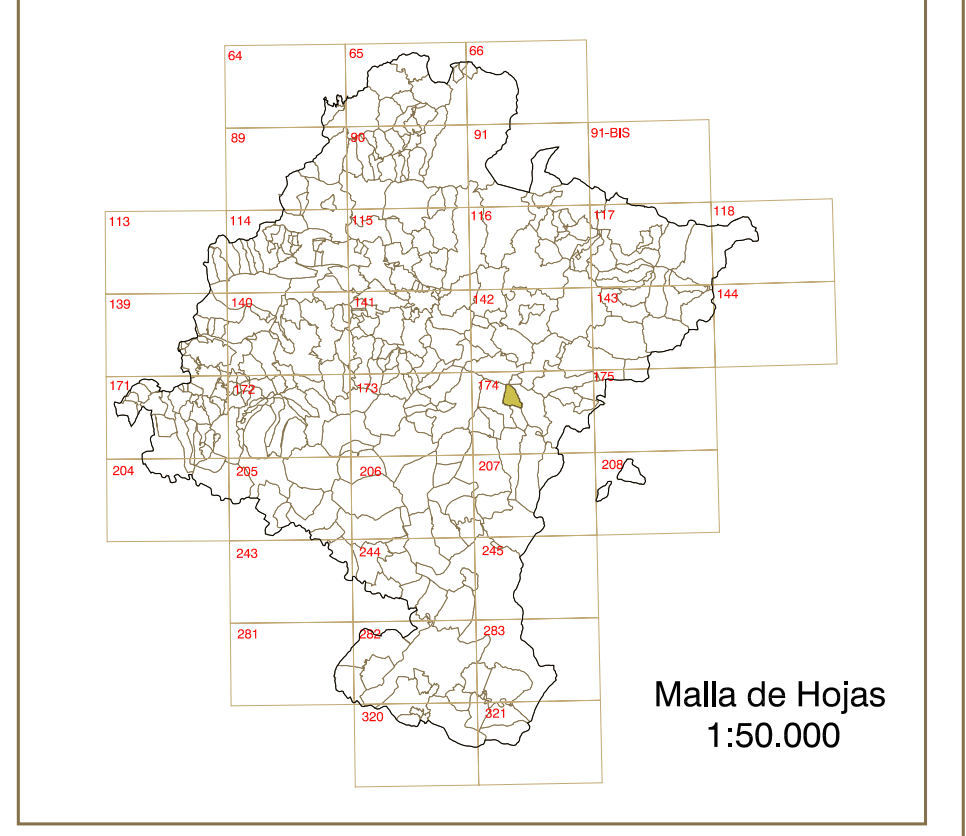 64 65 66
89 90 91 91-BIS
113 114 115 116 117 118
139 140 141 142 143 144
171 172 173 174 175
204 205 206 207 208
243 244 245
281 282 283
320 321
Malla de Hojas
1:50.000